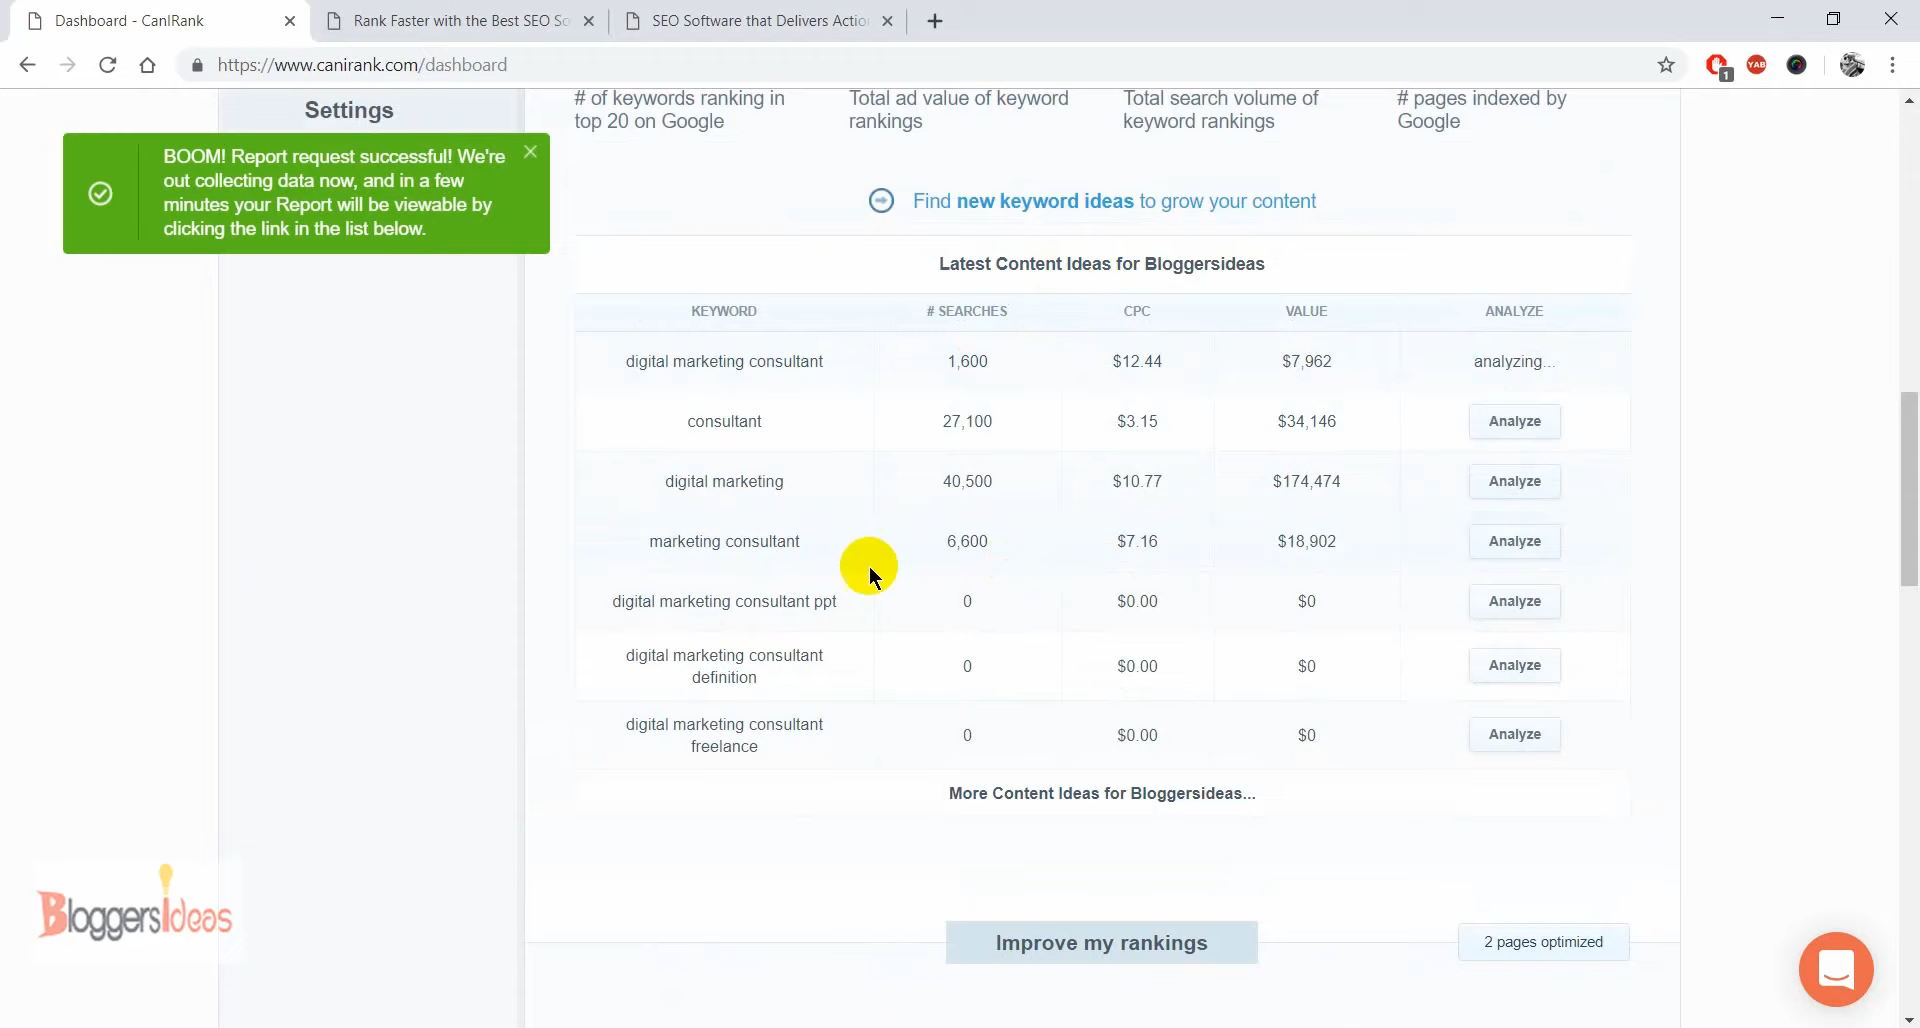 Dashboard - CanIRank
Rank Faster with the Best SEO So
SEO Software that Delivers Actio
https://www.canirank.com/dashboard
1
YAB
Settings
# of keywords ranking in
top 20 on Google
Total ad value of keyword
rankings
Total search volume of
keyword rankings
# pages indexed by
Google
BOOM! Report request successful! We're
out collecting data now, and in a few
minutes your Report will be viewable by
clicking the link in the list below.
Find new keyword ideas to grow your content
Latest Content Ideas for Bloggersideas
KEYWORD # SEARCHES CPC VALUE ANALYZE
digital marketing consultant 1,600 $12.44 $7,962 analyzing...
consultant 27,100 $3.15 $34,146 Analyze
digital marketing 40,500 $10.77 $174,474 Analyze
marketing consultant 6,600 $7.16 $18,902 Analyze
digital marketing consultant ppt 0 $0.00 $0 Analyze
digital marketing consultant
definition 0 $0.00 $0 Analyze
digital marketing consultant
freelance 0 $0.00 $0 Analyze
More Content Ideas for Bloggersideas...
BloggersIdeas
Improve my rankings
2 pages optimized